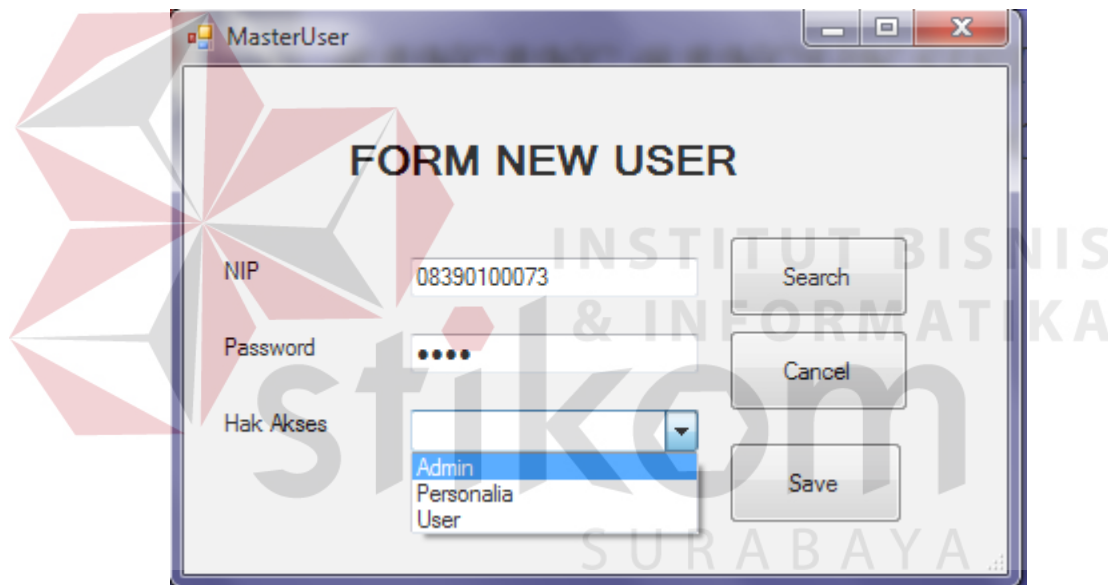 MasterUser
FORM NEW USER
INSTITUT BISNIS
& INFORMATIKA
stikom
SURABAYA
NIP
08390100073
Search
Password
••••
Cancel
Hak Akses
Admin
Personalia
User
Save